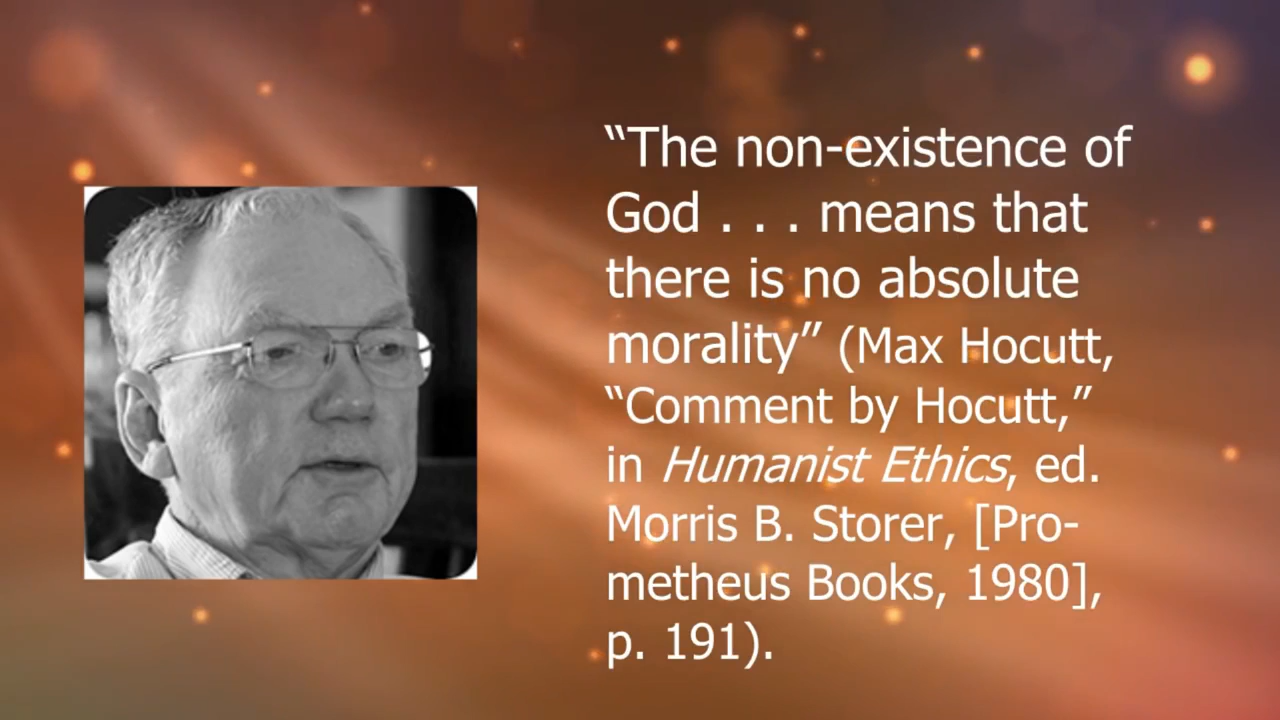 “The non-existence of
God . . . means that
there is no absolute
morality” (Max Hocutt,
“Comment by Hocutt,”
in Humanist Ethics, ed.
Morris B. Storer, [Pro-
metheus Books, 1980],
p. 191).